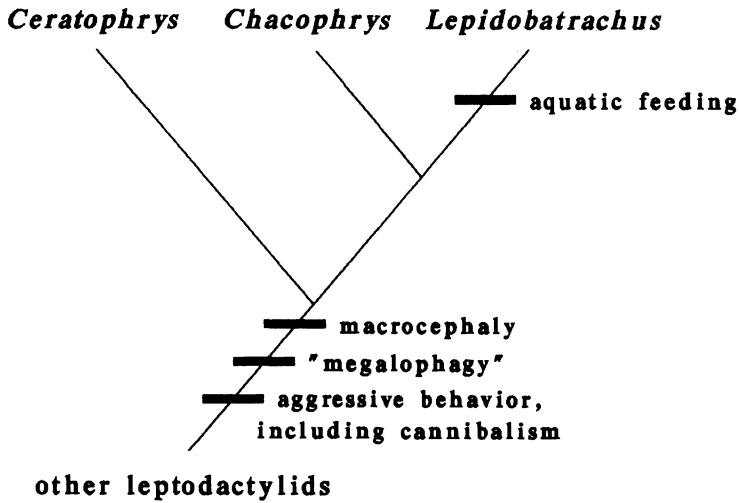 Ceratophrys Chacophrys Lepidobatrachus
aquatic feeding
macrocephaly
"megalophagy"
aggressive behavior,
including cannibalism
other leptodactylids